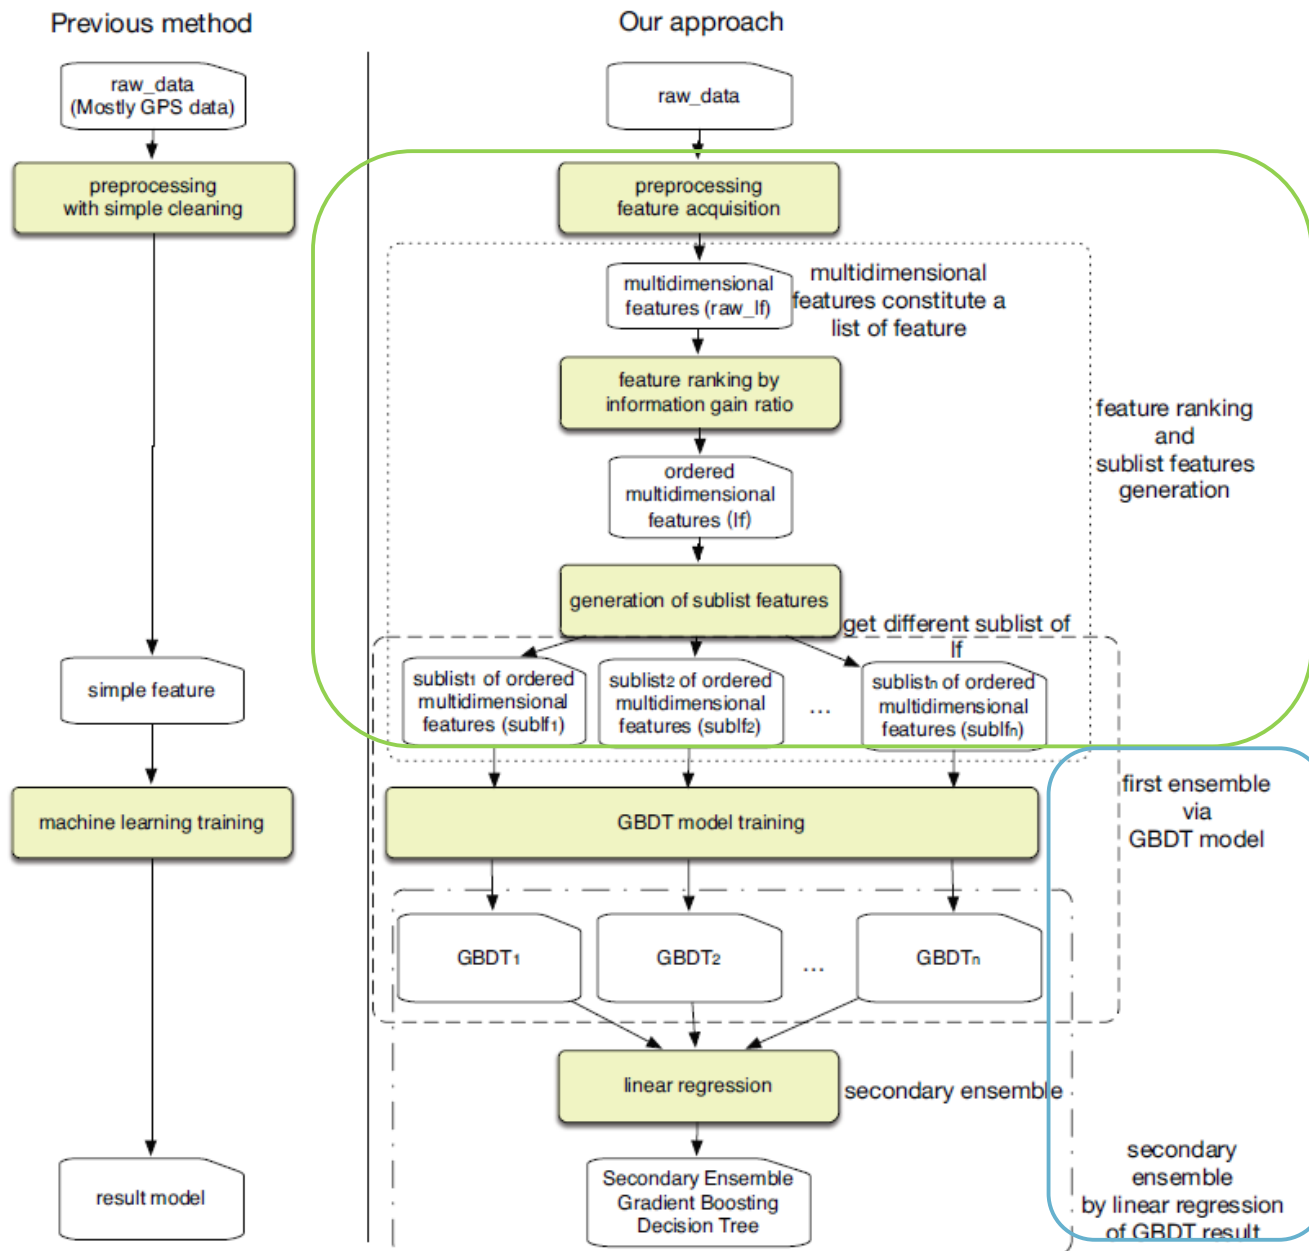 Previous method
Our approach
raw_data
(Mostly GPS data)
raw_data
preprocessing
with simple cleaning
preprocessing
feature acquisition
multidimensional
features (raw_lf)
multidimensional
features constitute a
list of feature
feature ranking by
information gain ratio
feature ranking
and
sublist features
generation
ordered
multidimensional
features (lf)
generation of sublist features
get different sublist of
lf
simple feature
sublist1 of ordered
multidimensional
features (sublf1)
sublist2 of ordered
multidimensional
features (sublf2)
...
sublistn of ordered
multidimensional
features (sublfn)
machine learning training
GBDT model training
first ensemble
via
GBDT model
GBDT1
GBDT2
...
GBDTn
linear regression
secondary ensemble
result model
Secondary Ensemble
Gradient Boosting
Decision Tree
secondary
ensemble
by linear regression
of GBDT result